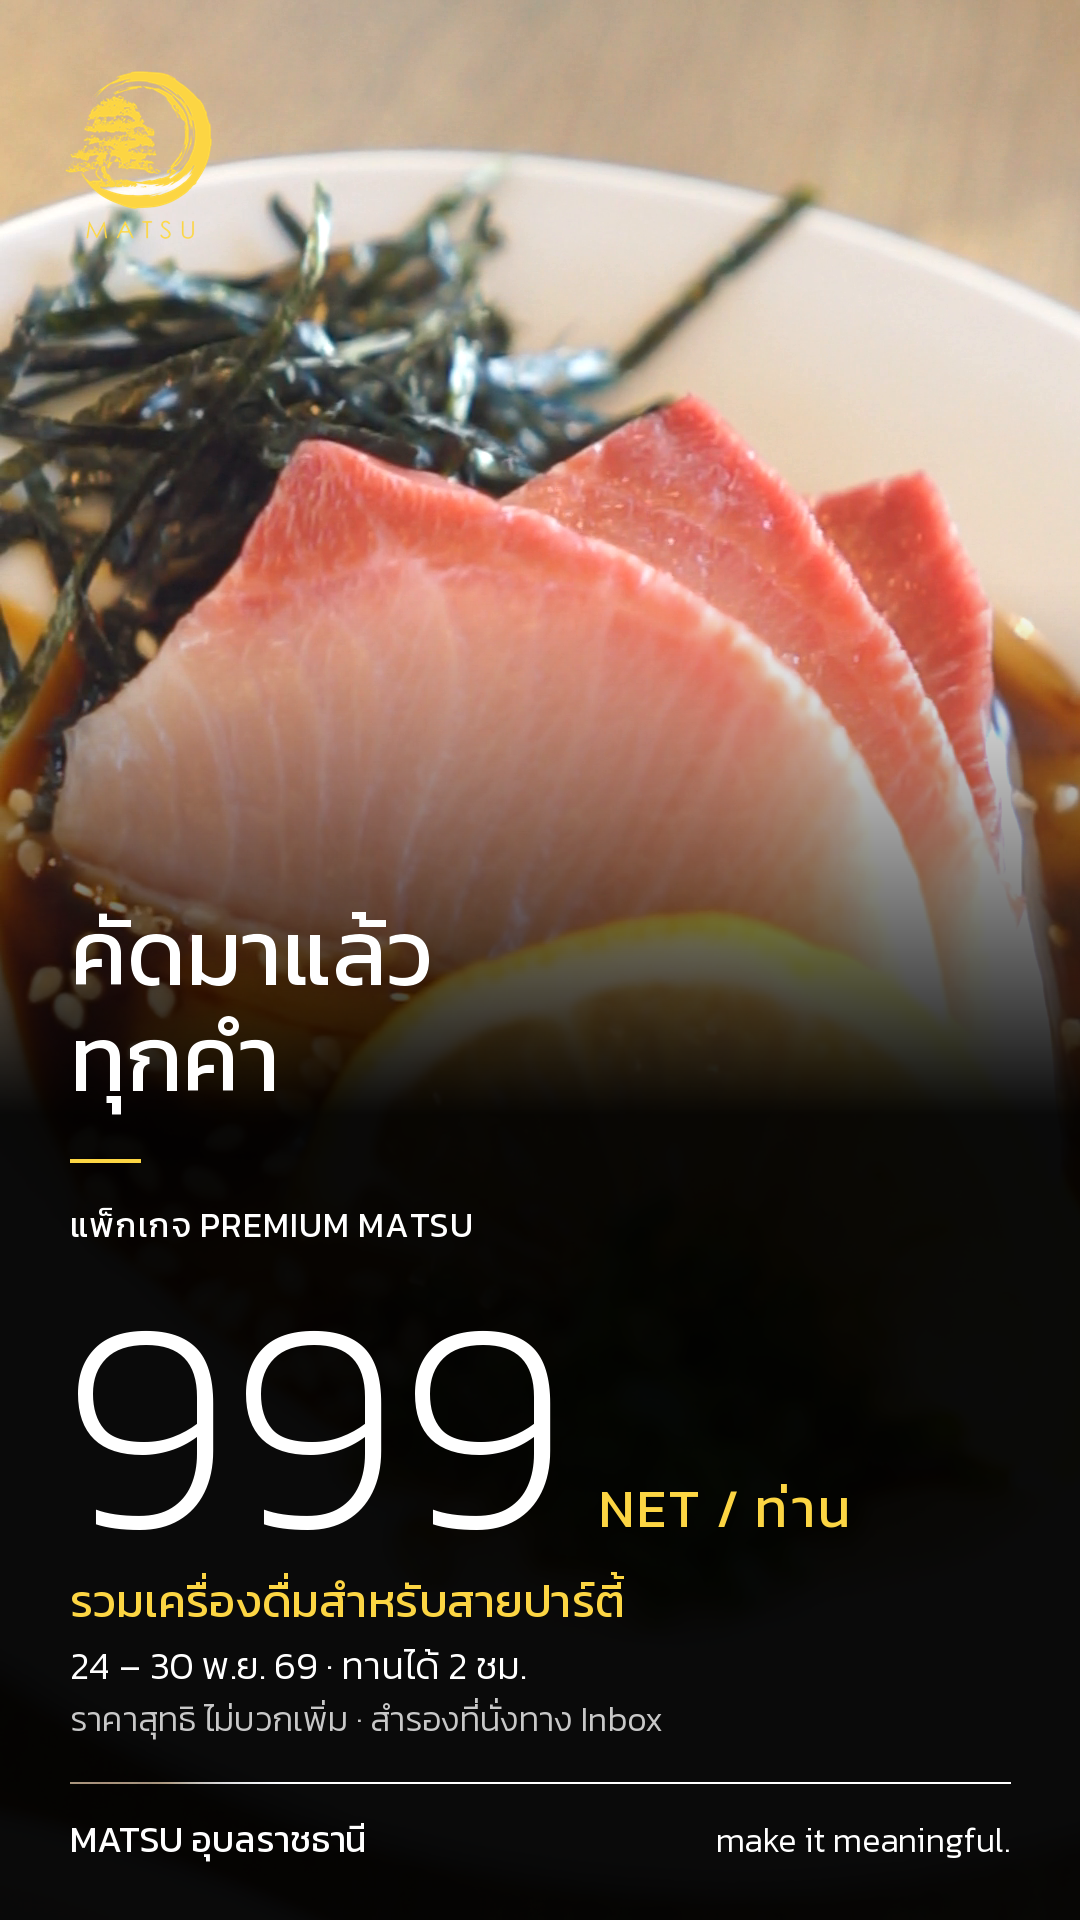 MATSU
คัดมาแล้ว
ทุกคำ
แพ็กเกจ PREMIUM MATSU
999 NET / ท่าน
รวมเครื่องดื่มสำหรับสายปาร์ตี้
24 – 30 พ.ย. 69 · ทานได้ 2 ชม.
ราคาสุทธิ ไม่บวกเพิ่ม · สำรองที่นั่งทาง Inbox
MATSU อุบลราชธานี
make it meaningful.